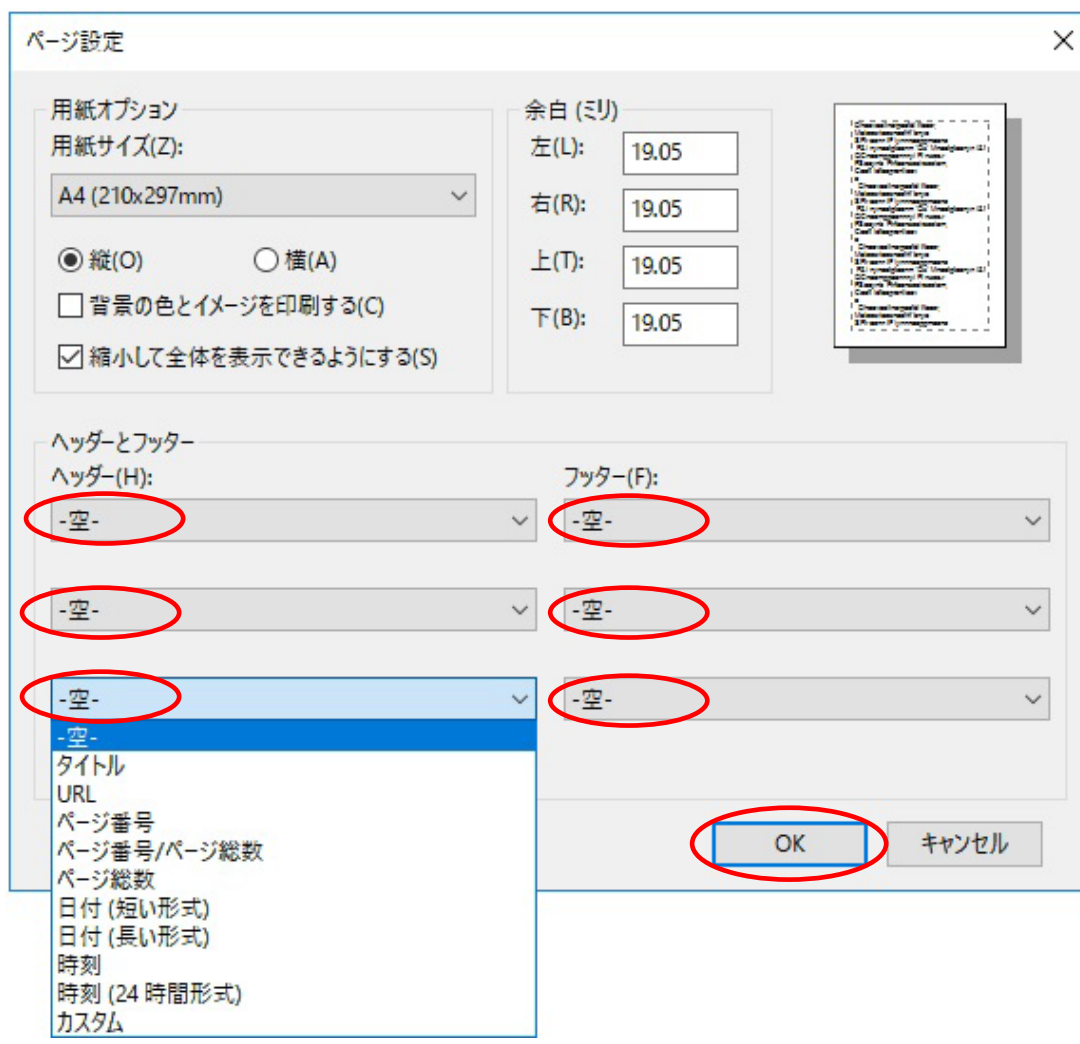 ページ設定
用紙オプション
用紙サイズ(Z):
A4 (210x297mm)
縦(O)
横(A)
背景の色とイメージを印刷する(C)
縮小して全体を表示できるようにする(S)
余白 (ミリ)
左(L):
19.05
右(R):
19.05
上(T):
19.05
下(B):
19.05
ヘッダーとフッター
ヘッダー(H):
フッター(F):
-空-
-空-
-空-
-空-
-空-
-空-
-空-
タイトル
URL
ページ番号
ページ番号/ページ総数
ページ総数
日付 (短い形式)
日付 (長い形式)
時刻
時刻 (24 時間形式)
カスタム
OK
キャンセル